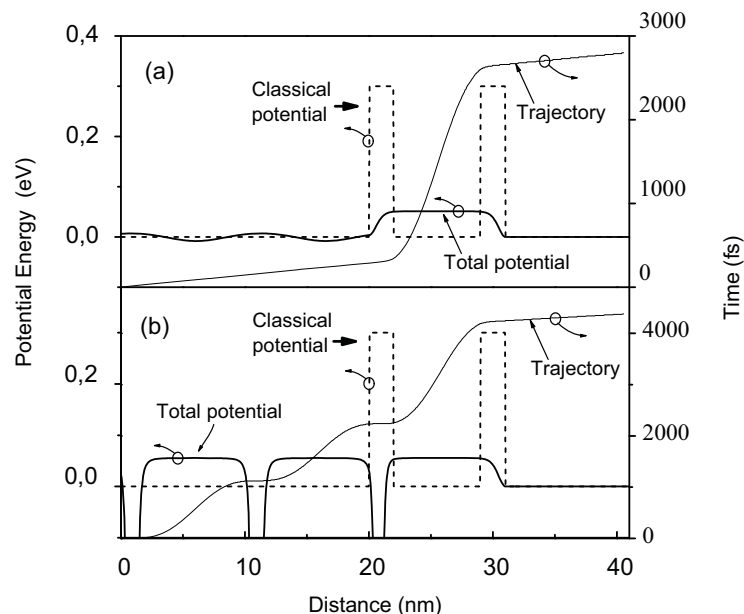 0,4
3000
(a)
Classical
potential
0,2
2000
Trajectory
1000
0,0
Total potential
0
Potential Energy (eV)
Time (fs)
(b)
Classical
potential
4000
Trajectory
0,2
Total potential
2000
0,0
0
0 10 20 30 40
Distance (nm)